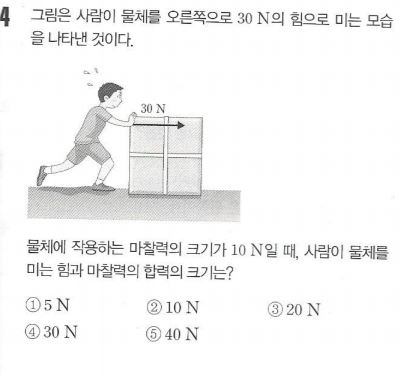 4 그림은 사람이 물체를 오른쪽으로 30 N의 힘으로 미는 모습
을 나타낸 것이다.
30 N
물체에 작용하는 마찰력의 크기가 10 N일 때, 사람이 물체를
미는 힘과 마찰력의 합력의 크기는?
① 5 N ② 10 N ③ 20 N
④ 30 N ⑤ 40 N